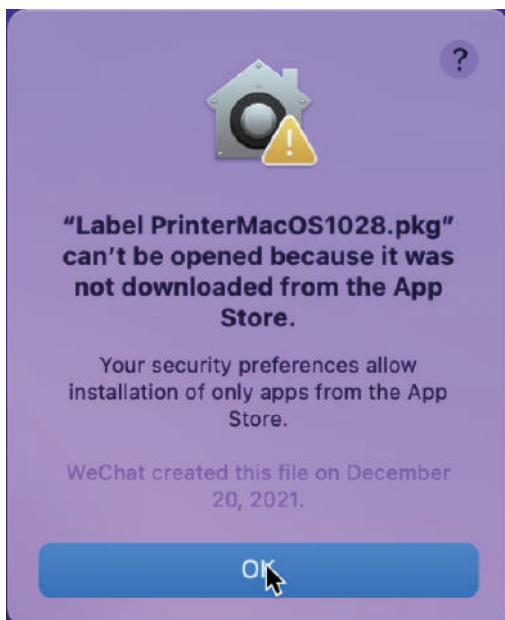 ?
“Label PrinterMacOS1028.pkg”
can’t be opened because it was
not downloaded from the App
Store.
Your security preferences allow
installation of only apps from the App
Store.
WeChat created this file on December
20, 2021.
OK